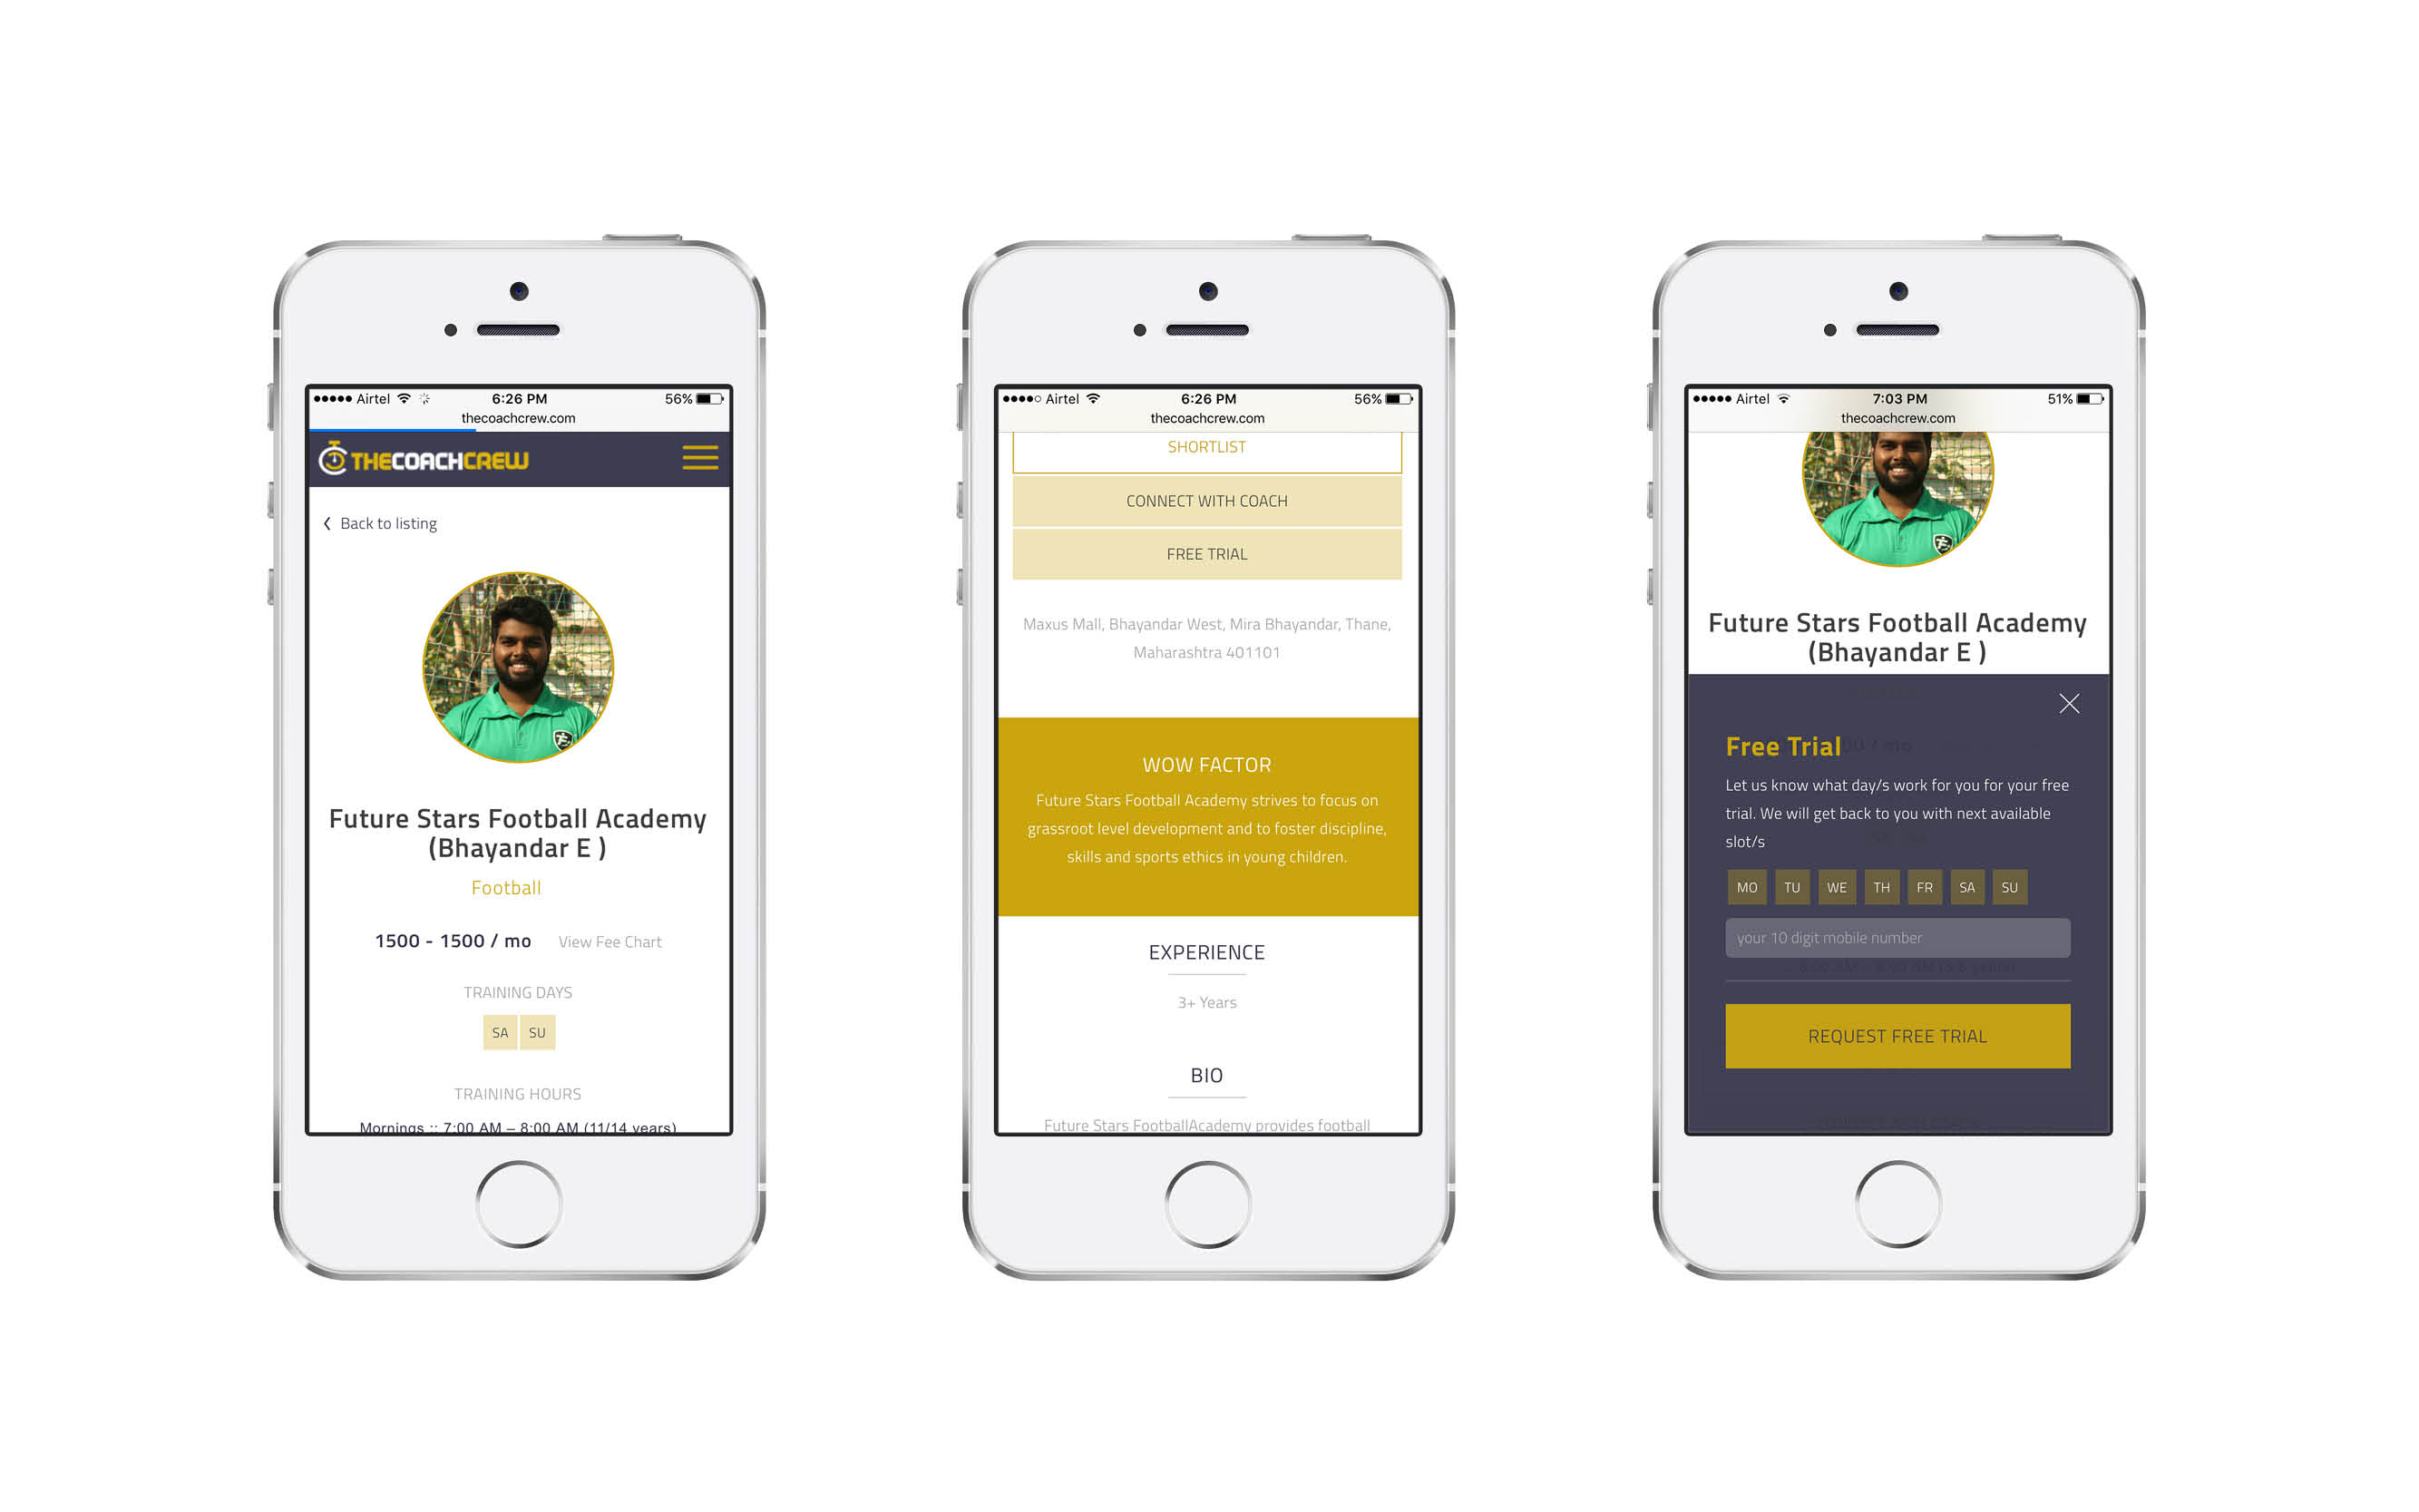 Airtel 6:26 PM 56%
thecoachcrew.com
THECOACHCREW
Back to listing
Future Stars Football Academy
(Bhayandar E )
Football
1500 - 1500 / mo View Fee Chart
TRAINING DAYS
SA SU
TRAINING HOURS
Mornings :: 7:00 AM – 8:00 AM (11/14 years)
Airtel 6:26 PM 56%
thecoachcrew.com
SHORTLIST
CONNECT WITH COACH
FREE TRIAL
Maxus Mall, Bhayandar West, Mira Bhayandar, Thane,
Maharashtra 401101
WOW FACTOR
Future Stars Football Academy strives to focus on
grassroot level development and to foster discipline,
skills and sports ethics in young children.
EXPERIENCE
3+ Years
BIO
Future Stars FootballAcademy provides football
Airtel 7:03 PM 51%
thecoachcrew.com
Future Stars Football Academy
(Bhayandar E )
Free Trial
Let us know what day/s work for you for your free
trial. We will get back to you with next available
slot/s
MO TU WE TH FR SA SU
your 10 digit mobile number
REQUEST FREE TRIAL